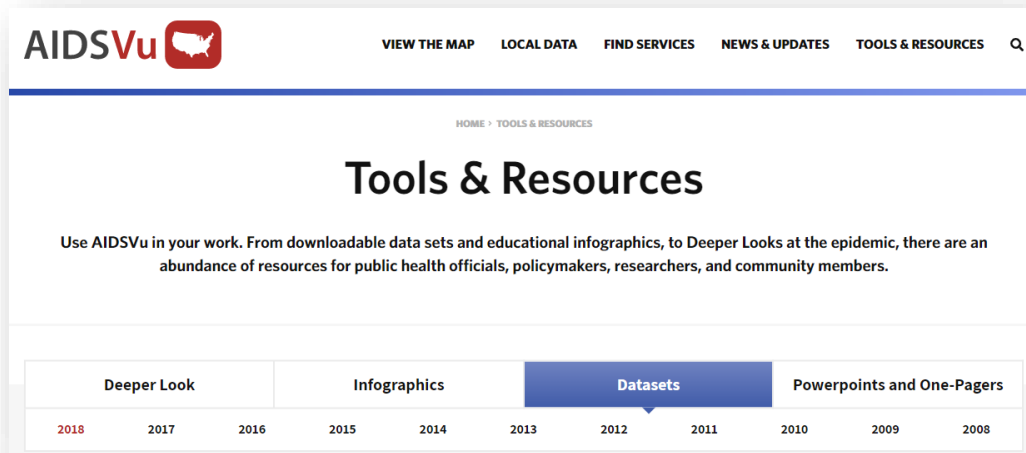 AIDSVu
VIEW THE MAP LOCAL DATA FIND SERVICES NEWS & UPDATES TOOLS & RESOURCES
HOME > TOOLS & RESOURCES
Tools & Resources
Use AIDSVu in your work. From downloadable data sets and educational infographics, to Deeper Looks at the epidemic, there are an
abundance of resources for public health officials, policymakers, researchers, and community members.
Deeper Look Infographics Datasets Powerpoints and One-Pagers
2018 2017 2016 2015 2014 2013 2012 2011 2010 2009 2008